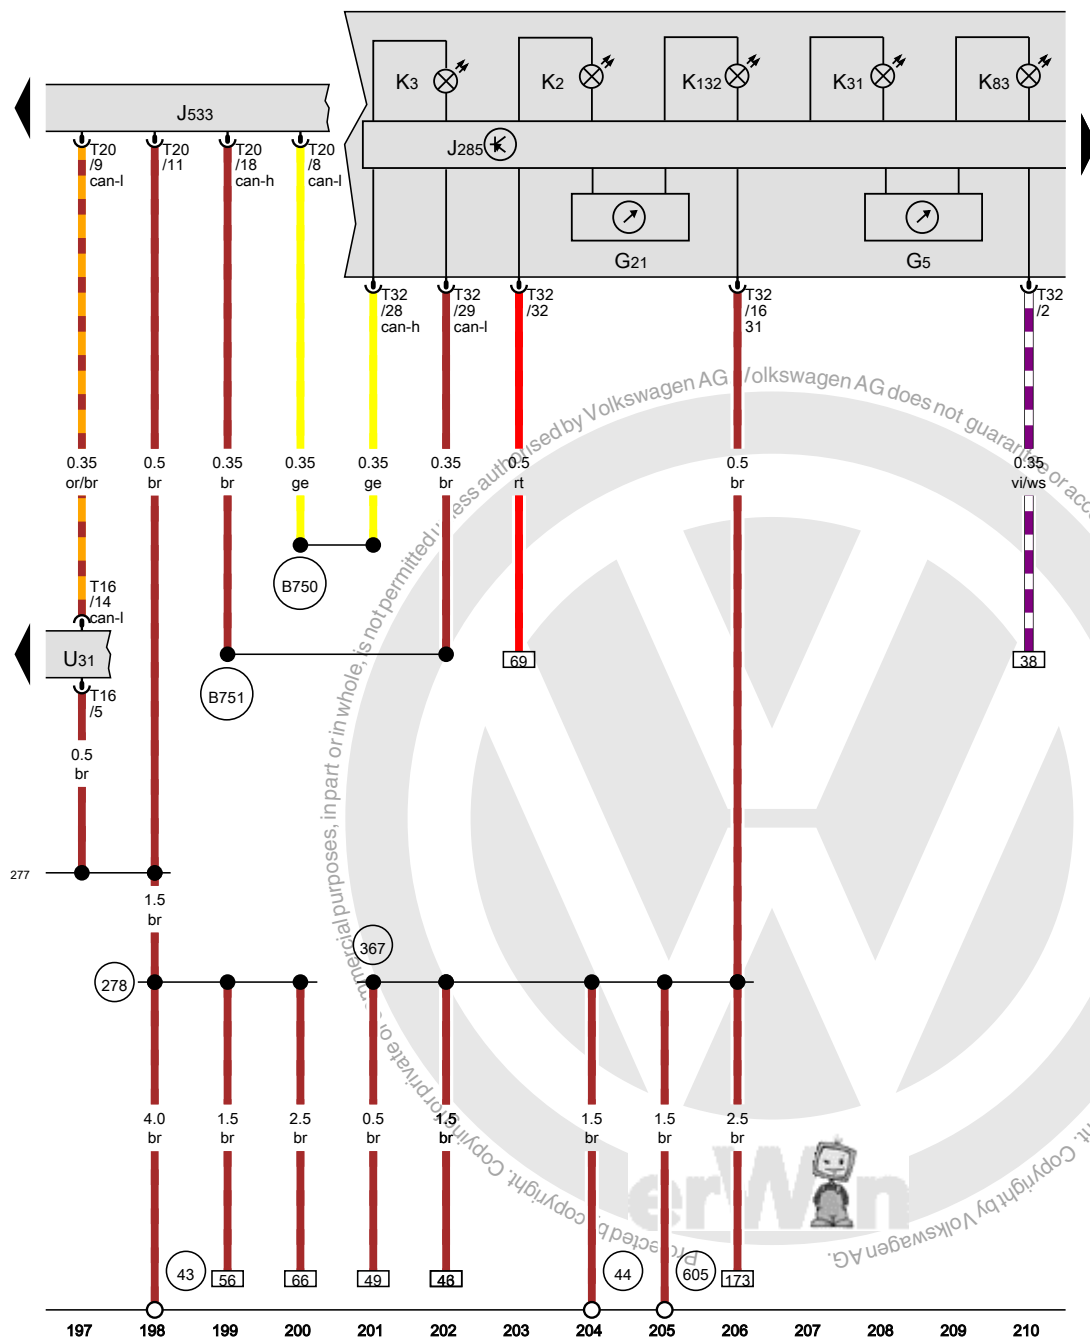 K3
K2
K132
K31
K83
J533
J285
T20
/9
can-l
T20
/11
T20
/18
can-h
T20
/8
can-l
G21
G5
T32
/28
can-h
T32
/29
can-l
T32
/32
T32
/16
31
T32
/2
0.35
or/br
0.5
br
0.35
br
0.35
ge
0.35
ge
0.35
br
0.5
rt
0.5
br
0.35
vi/ws
B750
T16
/14
can-l
U31
B751
69
38
T16
/5
0.5
br
277
1.5
br
367
278
4.0
br
1.5
br
2.5
br
0.5
br
1.5
br
1.5
br
1.5
br
2.5
br
43
56
66
49
44
605
173
197
198
199
200
201
202
203
204
205
206
207
208
209
210
Protected by copyright. Copying for private or commercial purposes, in part or in whole, is not permitted unless authorised by Volkswagen AG.
Volkswagen AG does not guarantee or acc
ht. Copyright by Volkswagen AG.
erWin